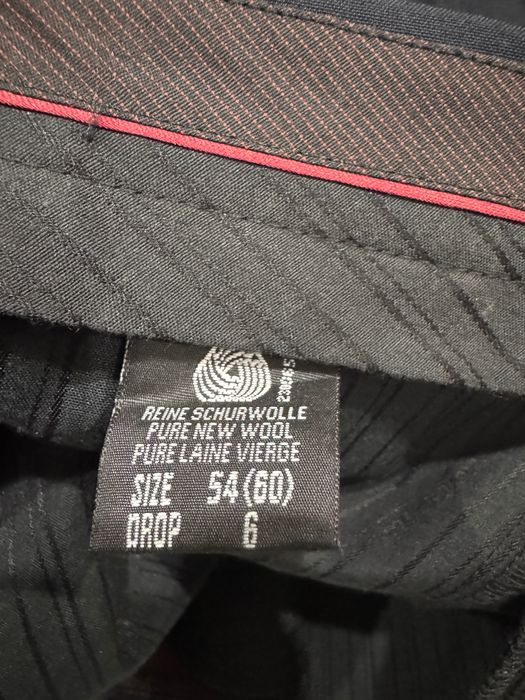 REINE SCHURWOLLE
PURE NEW WOOL
PURE LAINE VIERGE
SIZE 54 (60)
DROP 6